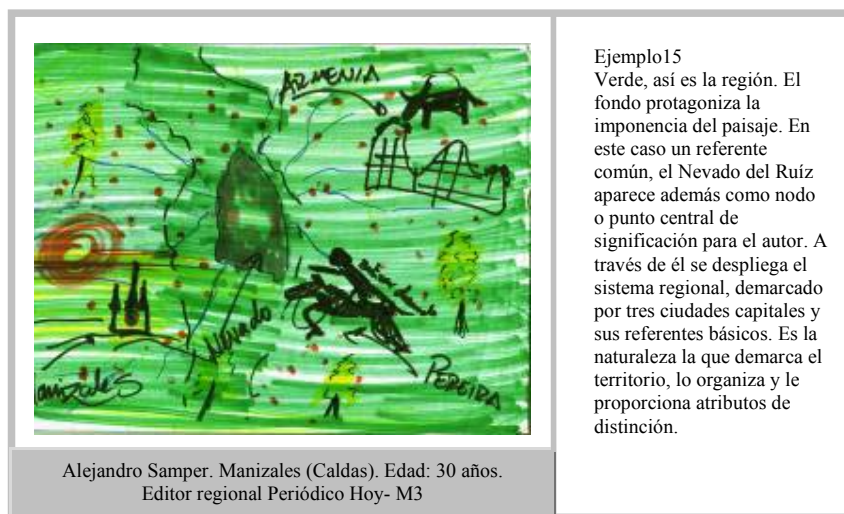 ARMENIA
Nevado
Manizales
PEREIRA
Ejemplo15
Verde, así es la región. El
fondo protagoniza la
imponencia del paisaje. En
este caso un referente
común, el Nevado del Ruíz
aparece además como nodo
o punto central de
significación para el autor. A
través de él se despliega el
sistema regional, demarcado
por tres ciudades capitales y
sus referentes básicos. Es la
naturaleza la que demarca el
territorio, lo organiza y le
proporciona atributos de
distinción.
Alejandro Samper. Manizales (Caldas). Edad: 30 años.
Editor regional Periódico Hoy- M3